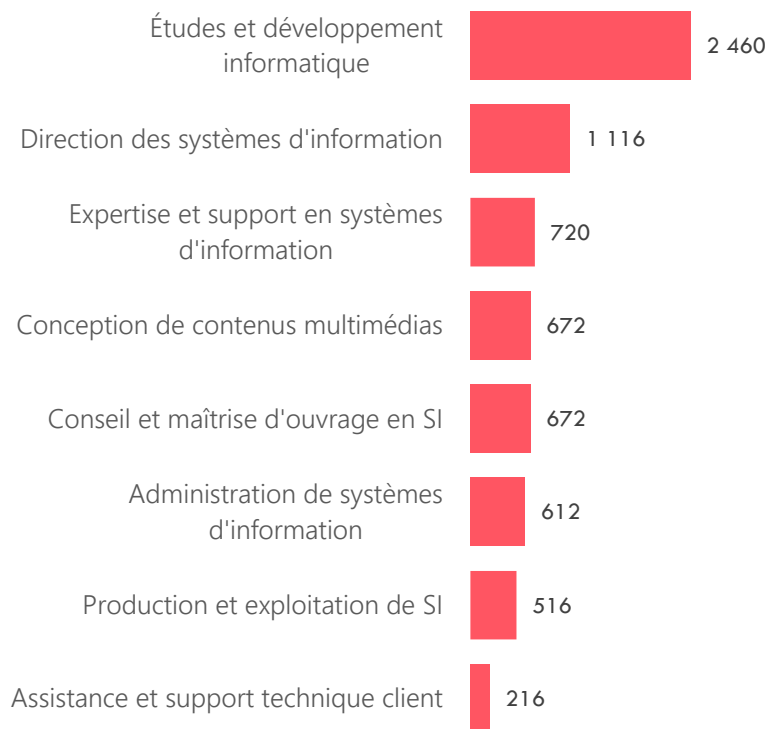 Études et développement
informatique
2 460
Direction des systèmes d'information
1 116
Expertise et support en systèmes
d'information
720
Conception de contenus multimédias
672
Conseil et maîtrise d'ouvrage en SI
672
Administration de systèmes
d'information
612
Production et exploitation de SI
516
Assistance et support technique client
216